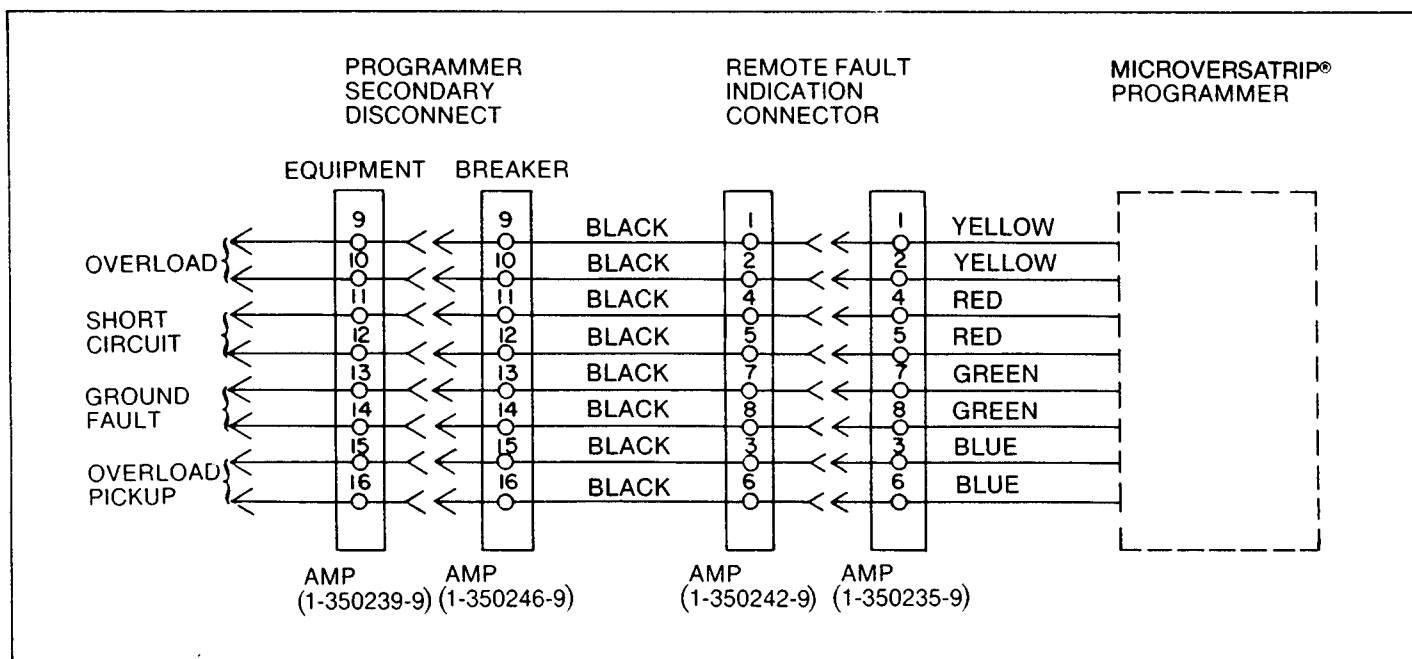 PROGRAMMER
SECONDARY
DISCONNECT
REMOTE FAULT
INDICATION
CONNECTOR
MICROVERSATRIP®
PROGRAMMER
EQUIPMENT BREAKER
9 9 BLACK 1 1 YELLOW
OVERLOAD
10 10 BLACK 2 2 YELLOW
11 11 BLACK 4 4 RED
SHORT
CIRCUIT
12 12 BLACK 5 5 RED
13 13 BLACK 7 7 GREEN
GROUND
FAULT
14 14 BLACK 8 8 GREEN
15 15 BLACK 3 3 BLUE
OVERLOAD
PICKUP
16 16 BLACK 6 6 BLUE
AMP
(1-350239-9)
AMP
(1-350246-9)
AMP
(1-350242-9)
AMP
(1-350235-9)